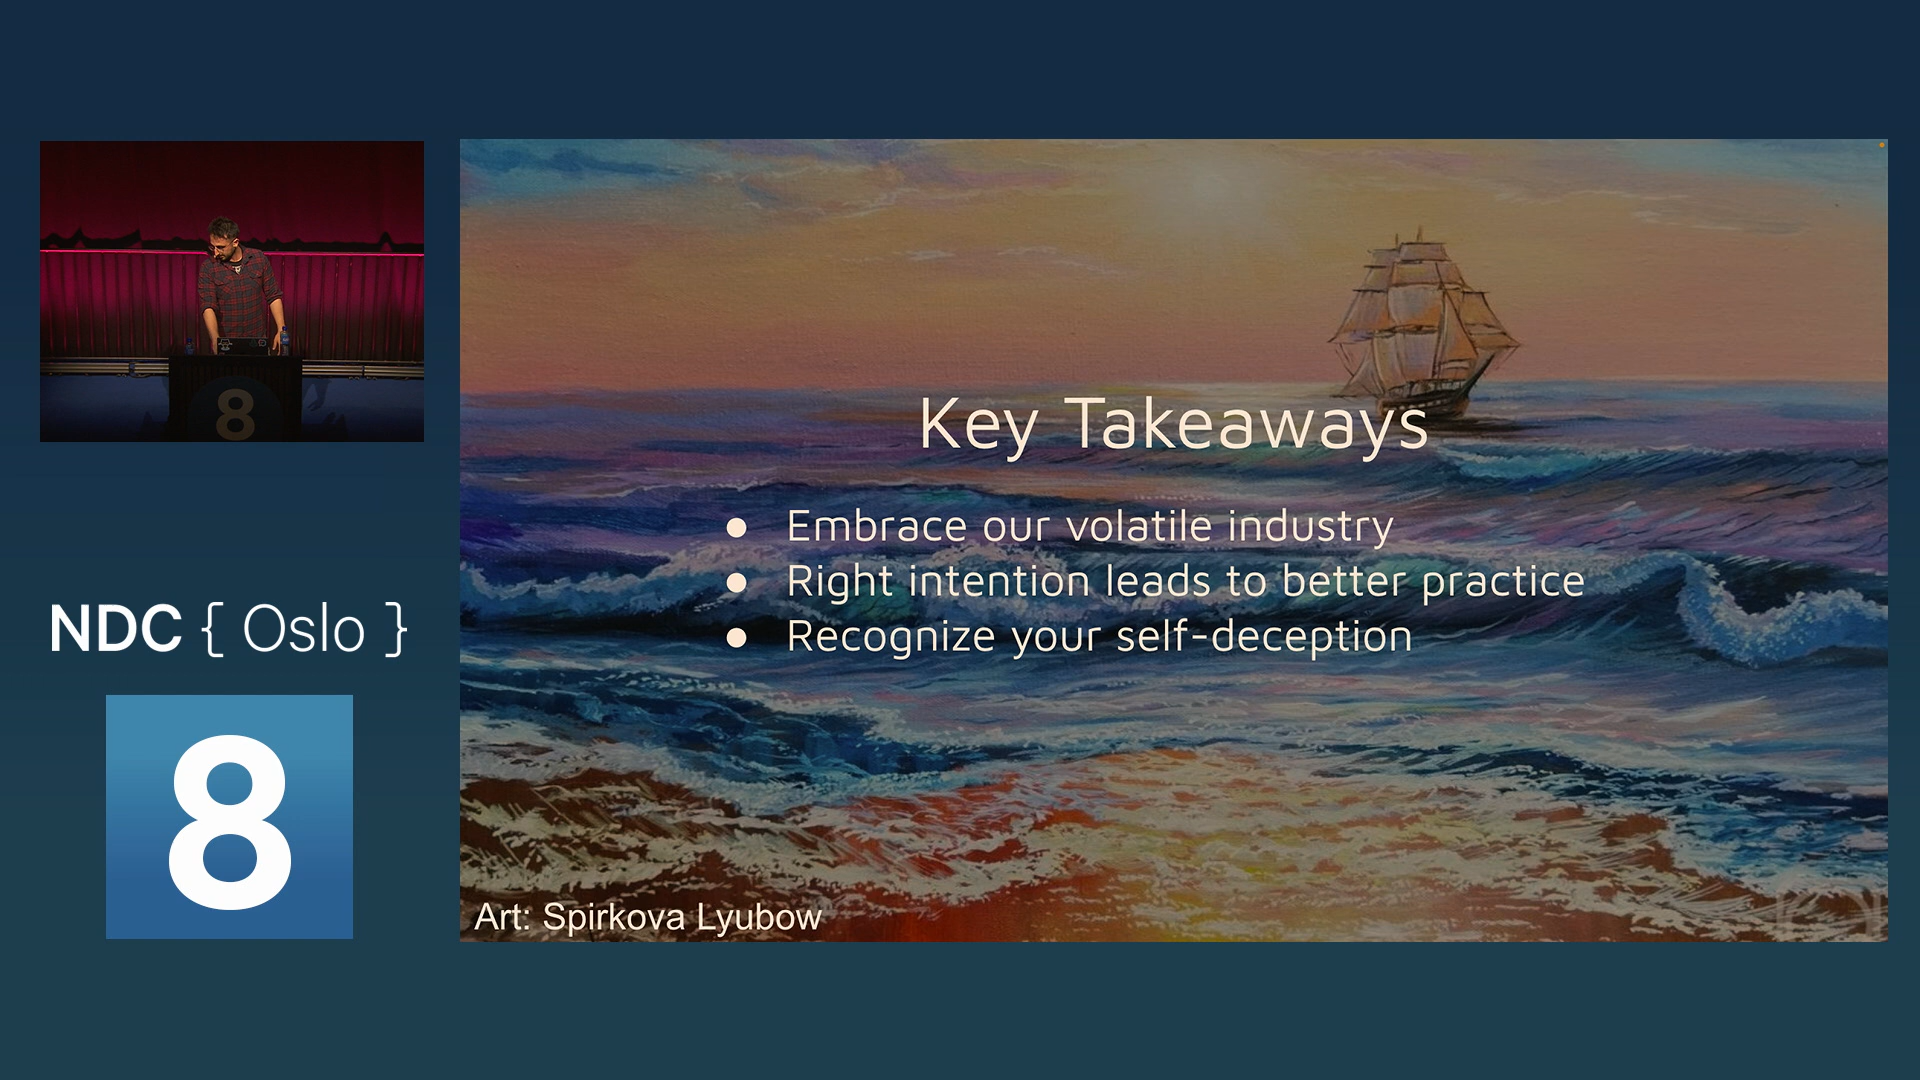 8
NDC { Oslo }
8
Key Takeaways
● Embrace our volatile industry
● Right intention leads to better practice
● Recognize your self-deception
Art: Spirkova Lyubow